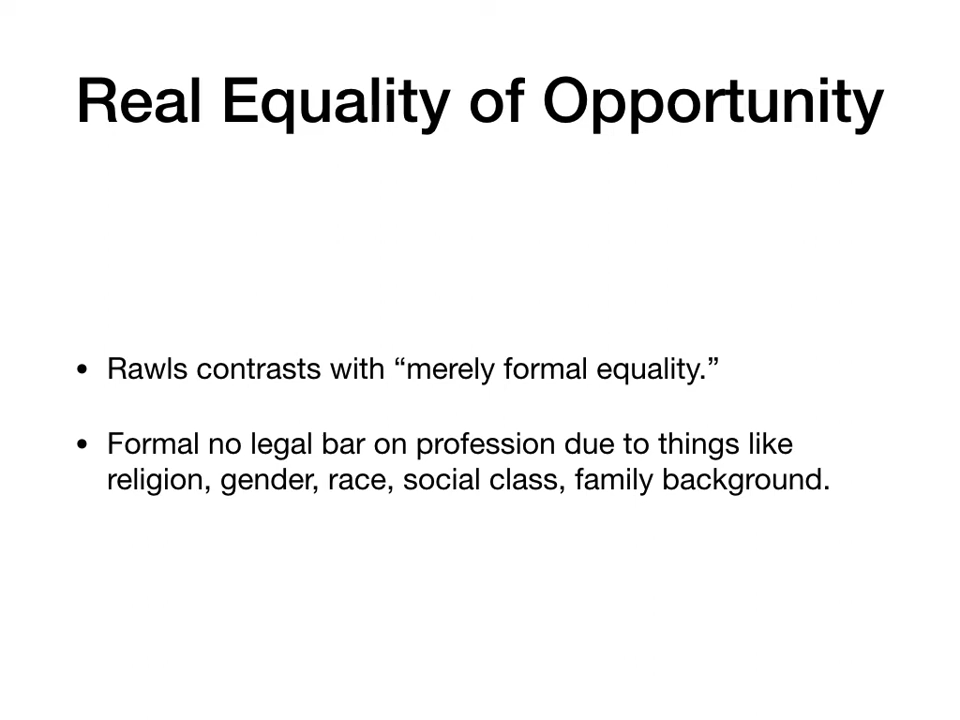 Real Equality of Opportunity
• Rawls contrasts with “merely formal equality.”
• Formal no legal bar on profession due to things like
religion, gender, race, social class, family background.